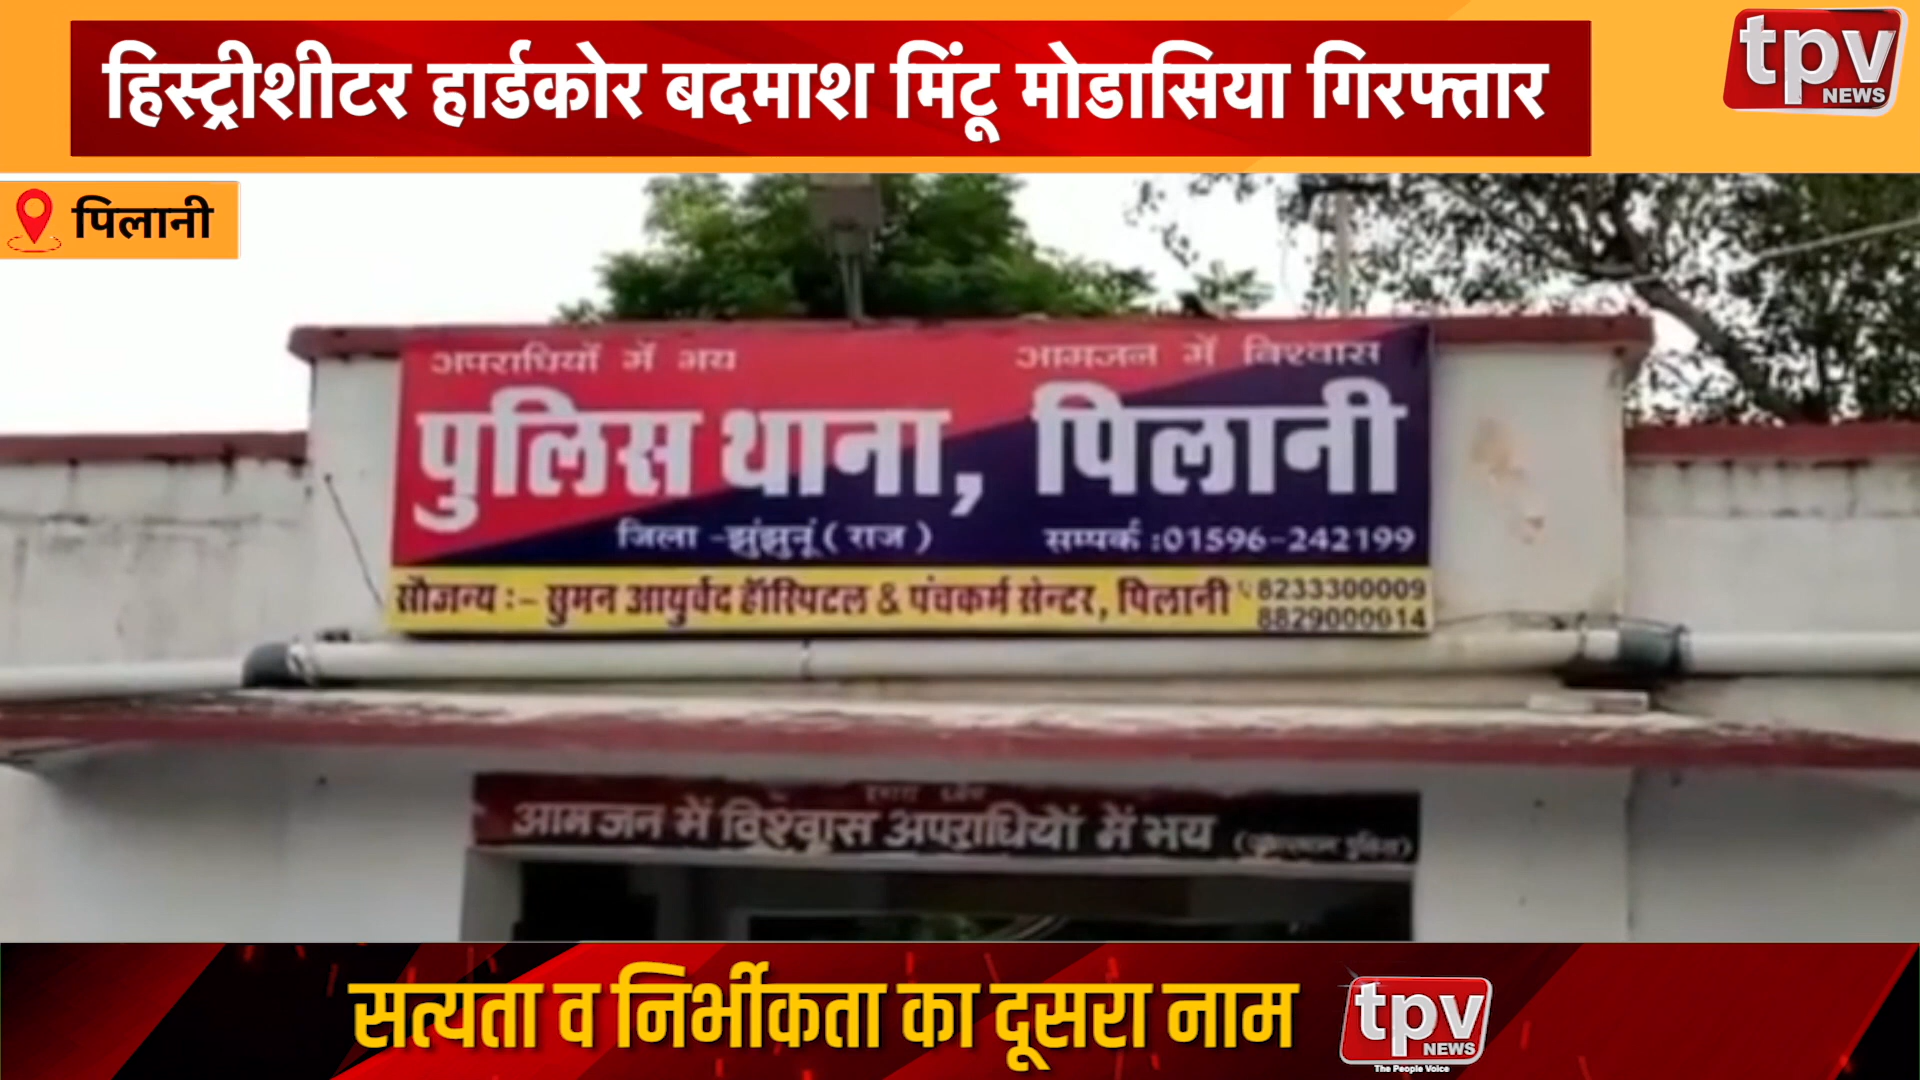 हिस्ट्रीशीटर हार्डकोर बदमाश मिंटू मोडासिया गिरफ्तार
tpv
NEWS
पिलानी
अपराधियों में भय आमजन में विश्वास
पुलिस थाना, पिलानी
जिला -झुंझुनूं ( राज ) सम्पर्क :01596-242199
सौजन्य :- सुमन आयुर्वेद हॉस्पिटल & पंचकर्म सेन्टर, पिलानी 8233300009
8829000014
आमजन में विश्वास अपराधियों में भय
सत्यता व निर्भीकता का दूसरा नाम
tpv
NEWS
The People Voice